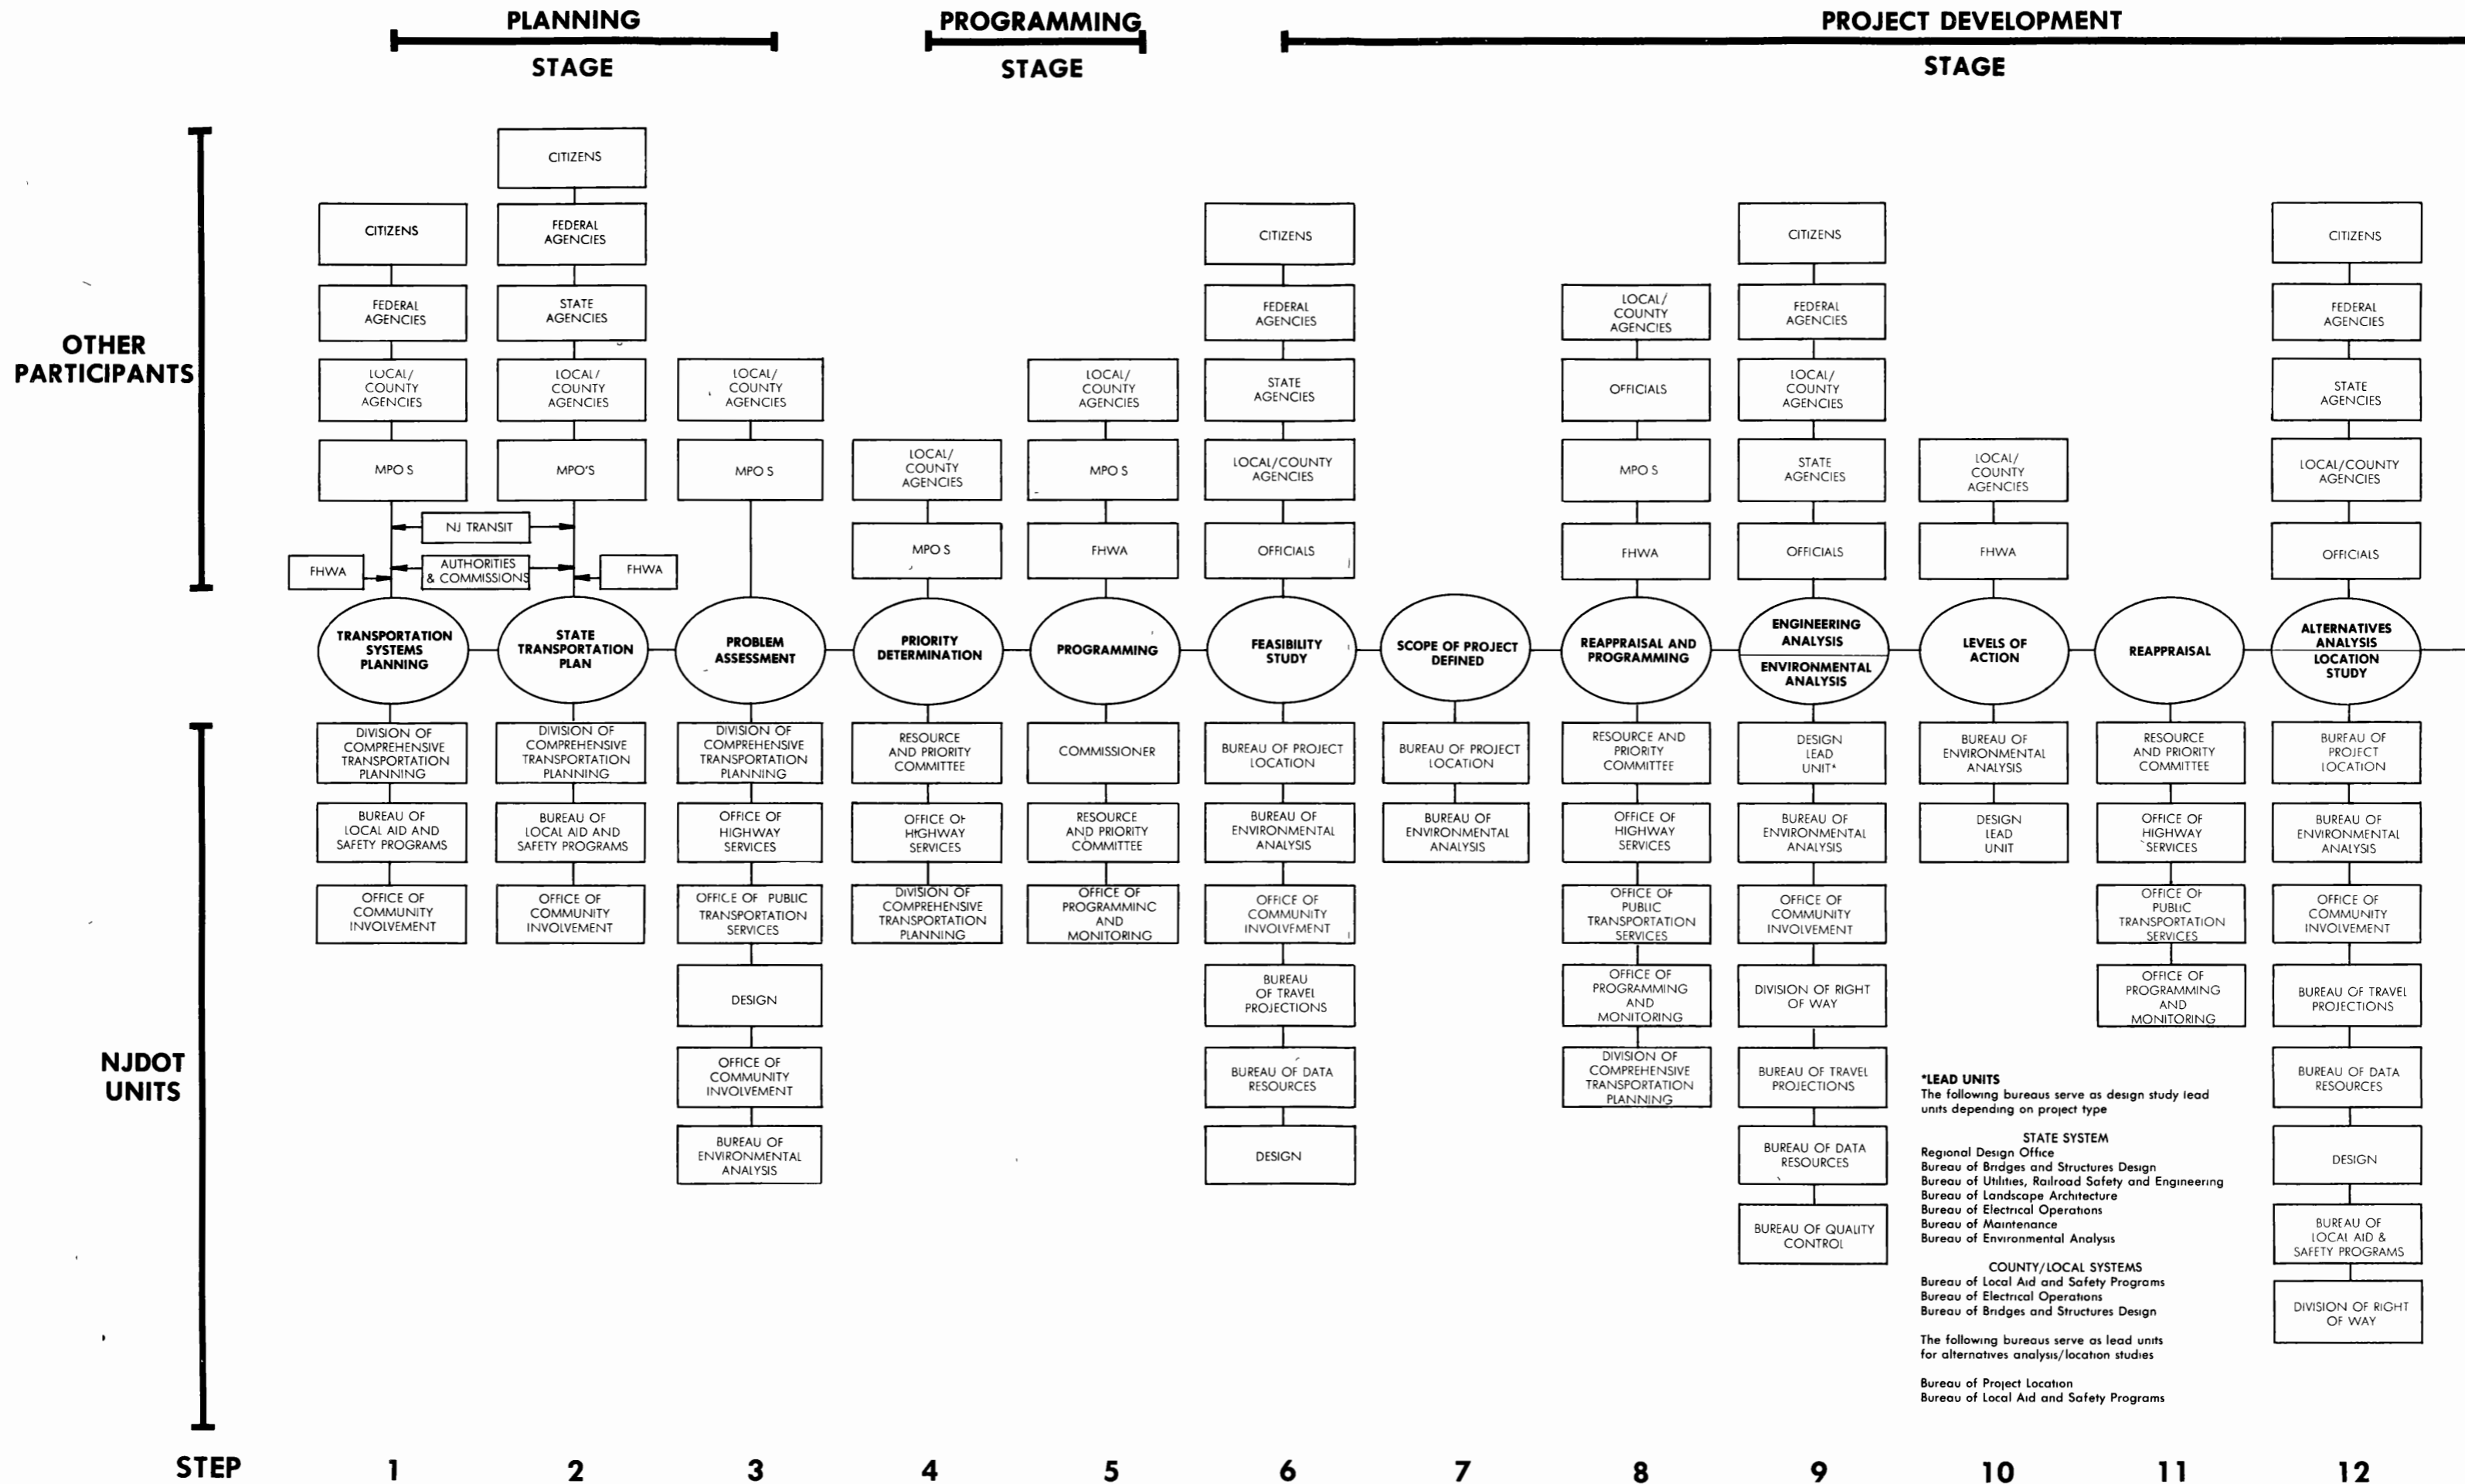 PLANNING
STAGE
PROGRAMMING
STAGE
PROJECT DEVELOPMENT
STAGE
OTHER
PARTICIPANTS
CITIZENS
FEDERAL
AGENCIES
LOCAL/
COUNTY
AGENCIES
MPO S
CITIZENS
FEDERAL
AGENCIES
STATE
AGENCIES
LOCAL/
COUNTY
AGENCIES
MPO'S
NJ TRANSIT
AUTHORITIES
& COMMISSIONS
FHWA
FHWA
LOCAL/
COUNTY
AGENCIES
MPO S
LOCAL/
COUNTY
AGENCIES
MPO S
LOCAL/
COUNTY
AGENCIES
MPO S
FHWA
CITIZENS
FEDERAL
AGENCIES
STATE
AGENCIES
LOCAL/COUNTY
AGENCIES
OFFICIALS
LOCAL/
COUNTY
AGENCIES
OFFICIALS
MPO S
FHWA
CITIZENS
FEDERAL
AGENCIES
LOCAL/
COUNTY
AGENCIES
STATE
AGENCIES
OFFICIALS
LOCAL/
COUNTY
AGENCIES
FHWA
CITIZENS
FEDERAL
AGENCIES
STATE
AGENCIES
LOCAL/COUNTY
AGENCIES
OFFICIALS
TRANSPORTATION
SYSTEMS
PLANNING
STATE
TRANSPORTATION
PLAN
PROBLEM
ASSESSMENT
PRIORITY
DETERMINATION
PROGRAMMING
FEASIBILITY
STUDY
SCOPE OF PROJECT
DEFINED
REAPPRAISAL AND
PROGRAMMING
ENGINEERING
ANALYSIS
ENVIRONMENTAL
ANALYSIS
LEVELS OF
ACTION
REAPPRAISAL
ALTERNATIVES
ANALYSIS
LOCATION
STUDY
NJDOT
UNITS
DIVISION OF
COMPREHENSIVE
TRANSPORTATION
PLANNING
BUREAU OF
LOCAL AID AND
SAFETY PROGRAMS
OFFICE OF
COMMUNITY
INVOLVEMENT
DIVISION OF
COMPREHENSIVE
TRANSPORTATION
PLANNING
BUREAU OF
LOCAL AID AND
SAFETY PROGRAMS
OFFICE OF
COMMUNITY
INVOLVEMENT
DIVISION OF
COMPREHENSIVE
TRANSPORTATION
PLANNING
OFFICE OF
HIGHWAY
SERVICES
OFFICE OF PUBLIC
TRANSPORTATION
SERVICES
DESIGN
OFFICE OF
COMMUNITY
INVOLVEMENT
BUREAU OF
ENVIRONMENTAL
ANALYSIS
RESOURCE
AND PRIORITY
COMMITTEE
OFFICE OF
HIGHWAY
SERVICES
DIVISION OF
COMPREHENSIVE
TRANSPORTATION
PLANNING
COMMISSIONER
RESOURCE
AND PRIORITY
COMMITTEE
OFFICE OF
PROGRAMMING
AND
MONITORING
BUREAU OF PROJECT
LOCATION
BUREAU OF
ENVIRONMENTAL
ANALYSIS
OFFICE OF
COMMUNITY
INVOLVEMENT
BUREAU
OF TRAVEL
PROJECTIONS
BUREAU OF DATA
RESOURCES
DESIGN
BUREAU OF PROJECT
LOCATION
BUREAU OF
ENVIRONMENTAL
ANALYSIS
RESOURCE AND
PRIORITY
COMMITTEE
OFFICE OF
HIGHWAY
SERVICES
OFFICE OF
PUBLIC
TRANSPORTATION
SERVICES
OFFICE OF
PROGRAMMING
AND
MONITORING
DIVISION OF
COMPREHENSIVE
TRANSPORTATION
PLANNING
DESIGN
LEAD
UNIT*
BUREAU OF
ENVIRONMENTAL
ANALYSIS
OFFICE OF
COMMUNITY
INVOLVEMENT
DIVISION OF RIGHT
OF WAY
BUREAU OF TRAVEL
PROJECTIONS
BUREAU OF DATA
RESOURCES
BUREAU OF QUALITY
CONTROL
BUREAU OF
ENVIRONMENTAL
ANALYSIS
DESIGN
LEAD
UNIT
RESOURCE
AND PRIORITY
COMMITTEE
OFFICE OF
HIGHWAY
SERVICES
OFFICE OF
PUBLIC
TRANSPORTATION
SERVICES
OFFICE OF
PROGRAMMING
AND
MONITORING
BUREAU OF
PROJECT
LOCATION
BUREAU OF
ENVIRONMENTAL
ANALYSIS
OFFICE OF
COMMUNITY
INVOLVEMENT
BUREAU OF TRAVEL
PROJECTIONS
BUREAU OF DATA
RESOURCES
DESIGN
BUREAU OF
LOCAL AID &
SAFETY PROGRAMS
DIVISION OF RIGHT
OF WAY
*LEAD UNITS
The following bureaus serve as design study lead
units depending on project type
STATE SYSTEM
Regional Design Office
Bureau of Bridges and Structures Design
Bureau of Utilities, Railroad Safety and Engineering
Bureau of Landscape Architecture
Bureau of Electrical Operations
Bureau of Maintenance
Bureau of Environmental Analysis
COUNTY/LOCAL SYSTEMS
Bureau of Local Aid and Safety Programs
Bureau of Electrical Operations
Bureau of Bridges and Structures Design
The following bureaus serve as lead units
for alternatives analysis/location studies
Bureau of Project Location
Bureau of Local Aid and Safety Programs
STEP 1 2 3 4 5 6 7 8 9 10 11 12